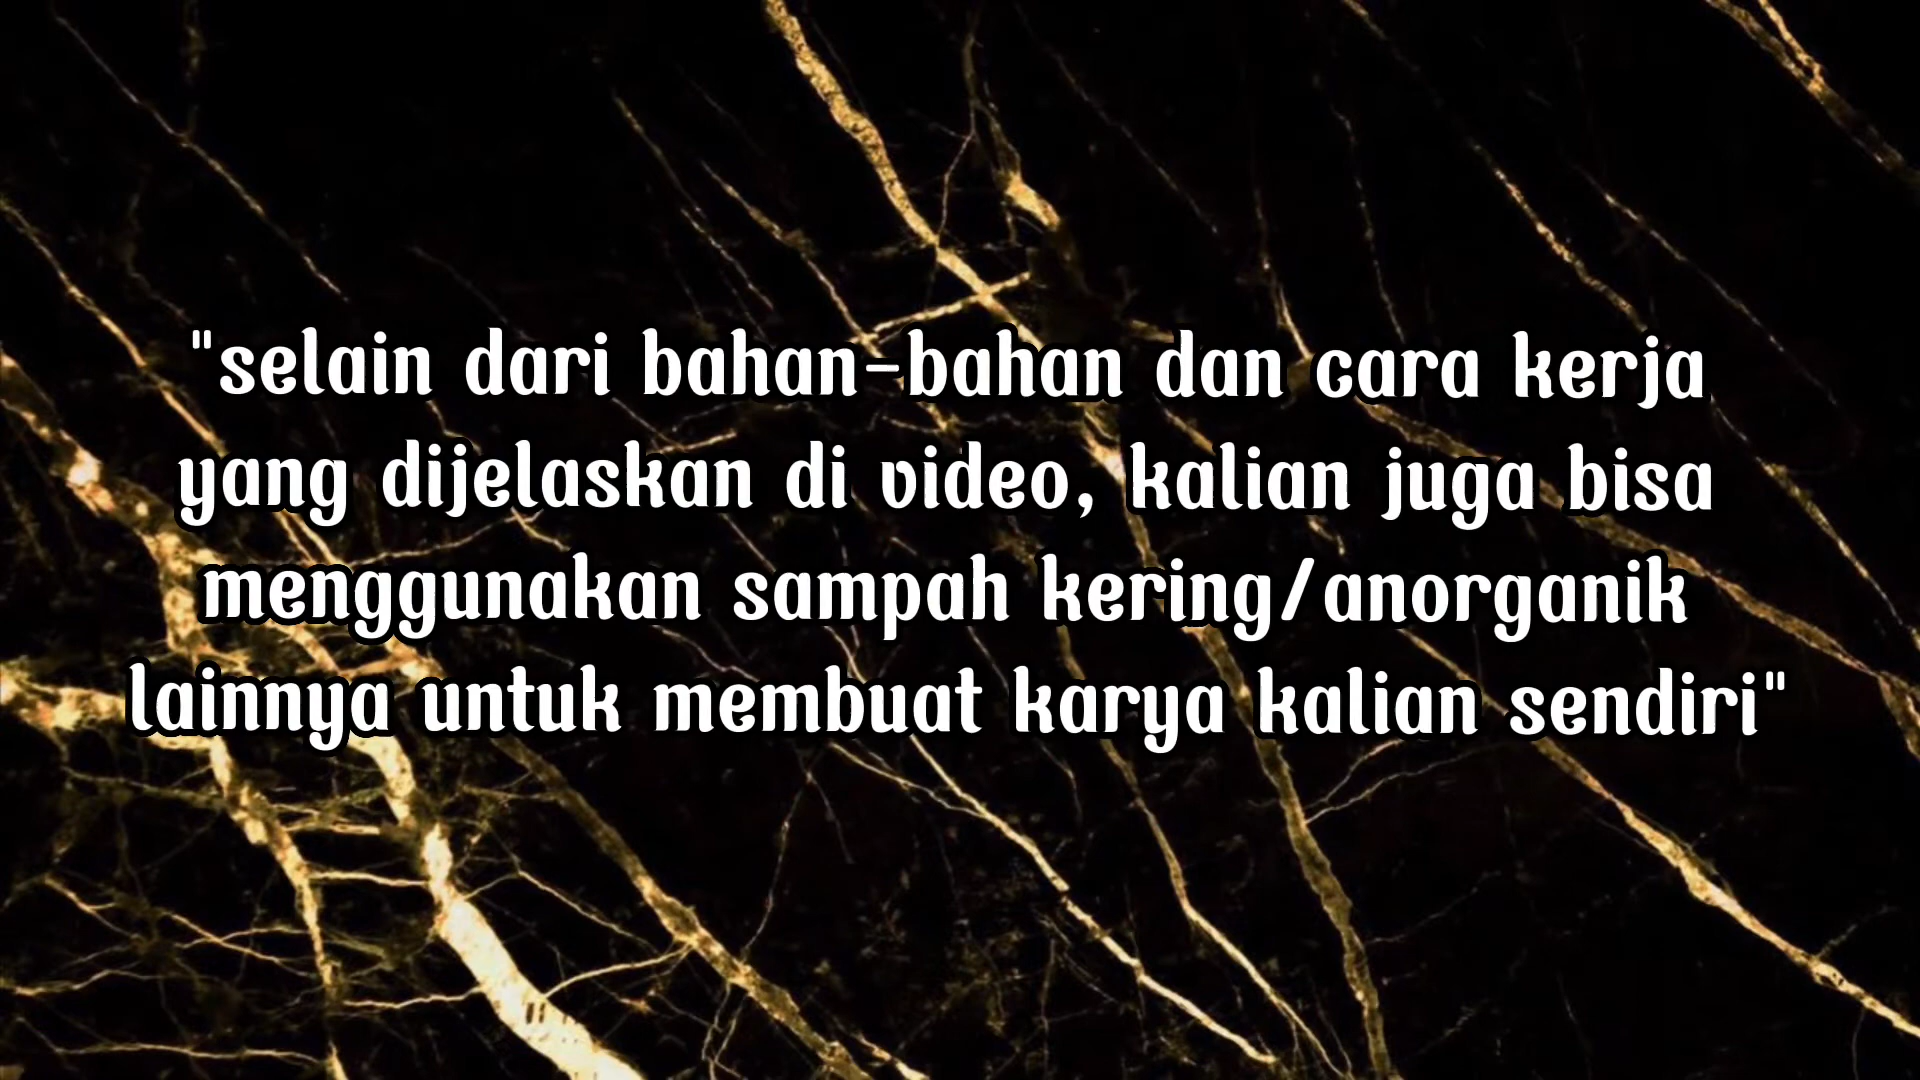 "selain dari bahan-bahan dan cara kerja
yang dijelaskan di video, kalian juga bisa
menggunakan sampah kering/anorganik
lainnya untuk membuat karya kalian sendiri"